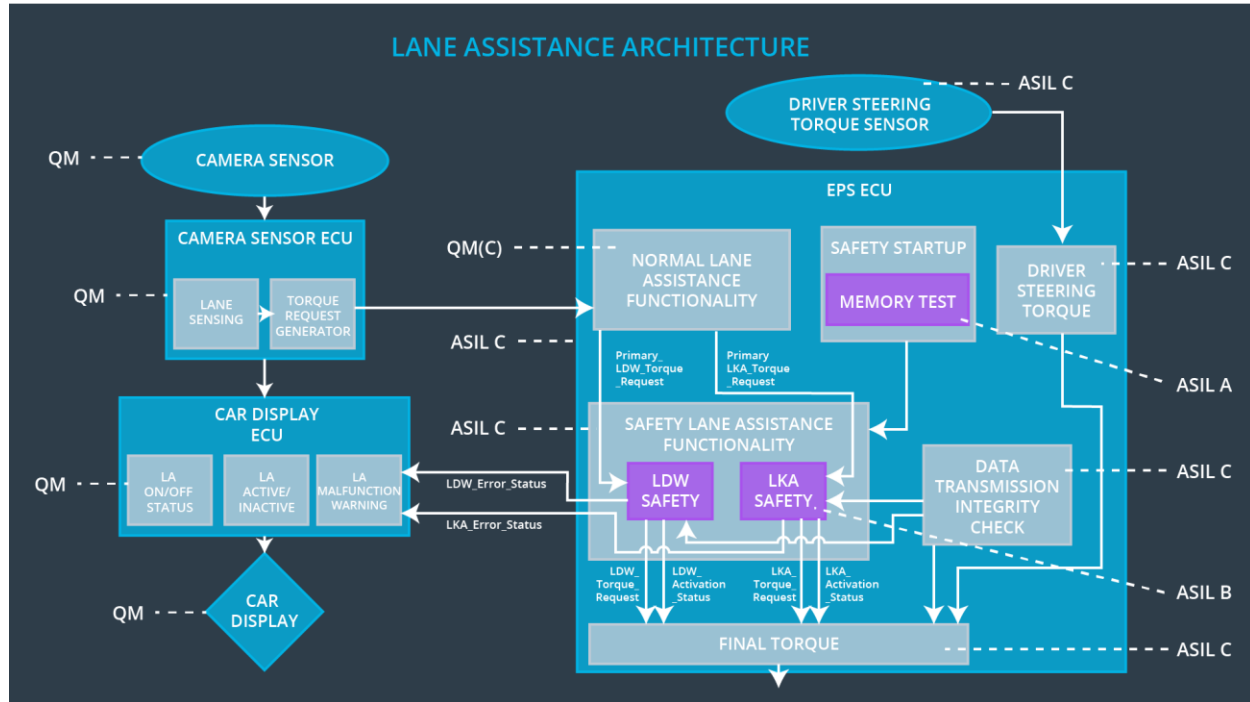 LANE ASSISTANCE ARCHITECTURE
ASIL C
DRIVER STEERING
TORQUE SENSOR
QM
CAMERA SENSOR
EPS ECU
CAMERA SENSOR ECU
QM
LANE
SENSING
TORQUE
REQUEST
GENERATOR
QM(C)
NORMAL LANE
ASSISTANCE
FUNCTIONALITY
SAFETY STARTUP
MEMORY TEST
DRIVER
STEERING
TORQUE
ASIL C
ASIL C
ASIL A
Primary_
LDW_Torque
_Request
Primary
LKA_Torque
_Request
CAR DISPLAY
ECU
QM
LA
ON/OFF
STATUS
LA
ACTIVE/
INACTIVE
LA
MALFUNCTION
WARNING
ASIL C
SAFETY LANE ASSISTANCE
FUNCTIONALITY
LDW
SAFETY
LKA
SAFETY
DATA
TRANSMISSION
INTEGRITY
CHECK
ASIL C
LDW_Error_Status
LKA_Error_Status
LDW_
Torque_
Request
LDW_
Activation
_Status
LKA_
Torque_
Request
LKA_
Activation
_Status
ASIL B
QM
CAR
DISPLAY
FINAL TORQUE
ASIL C